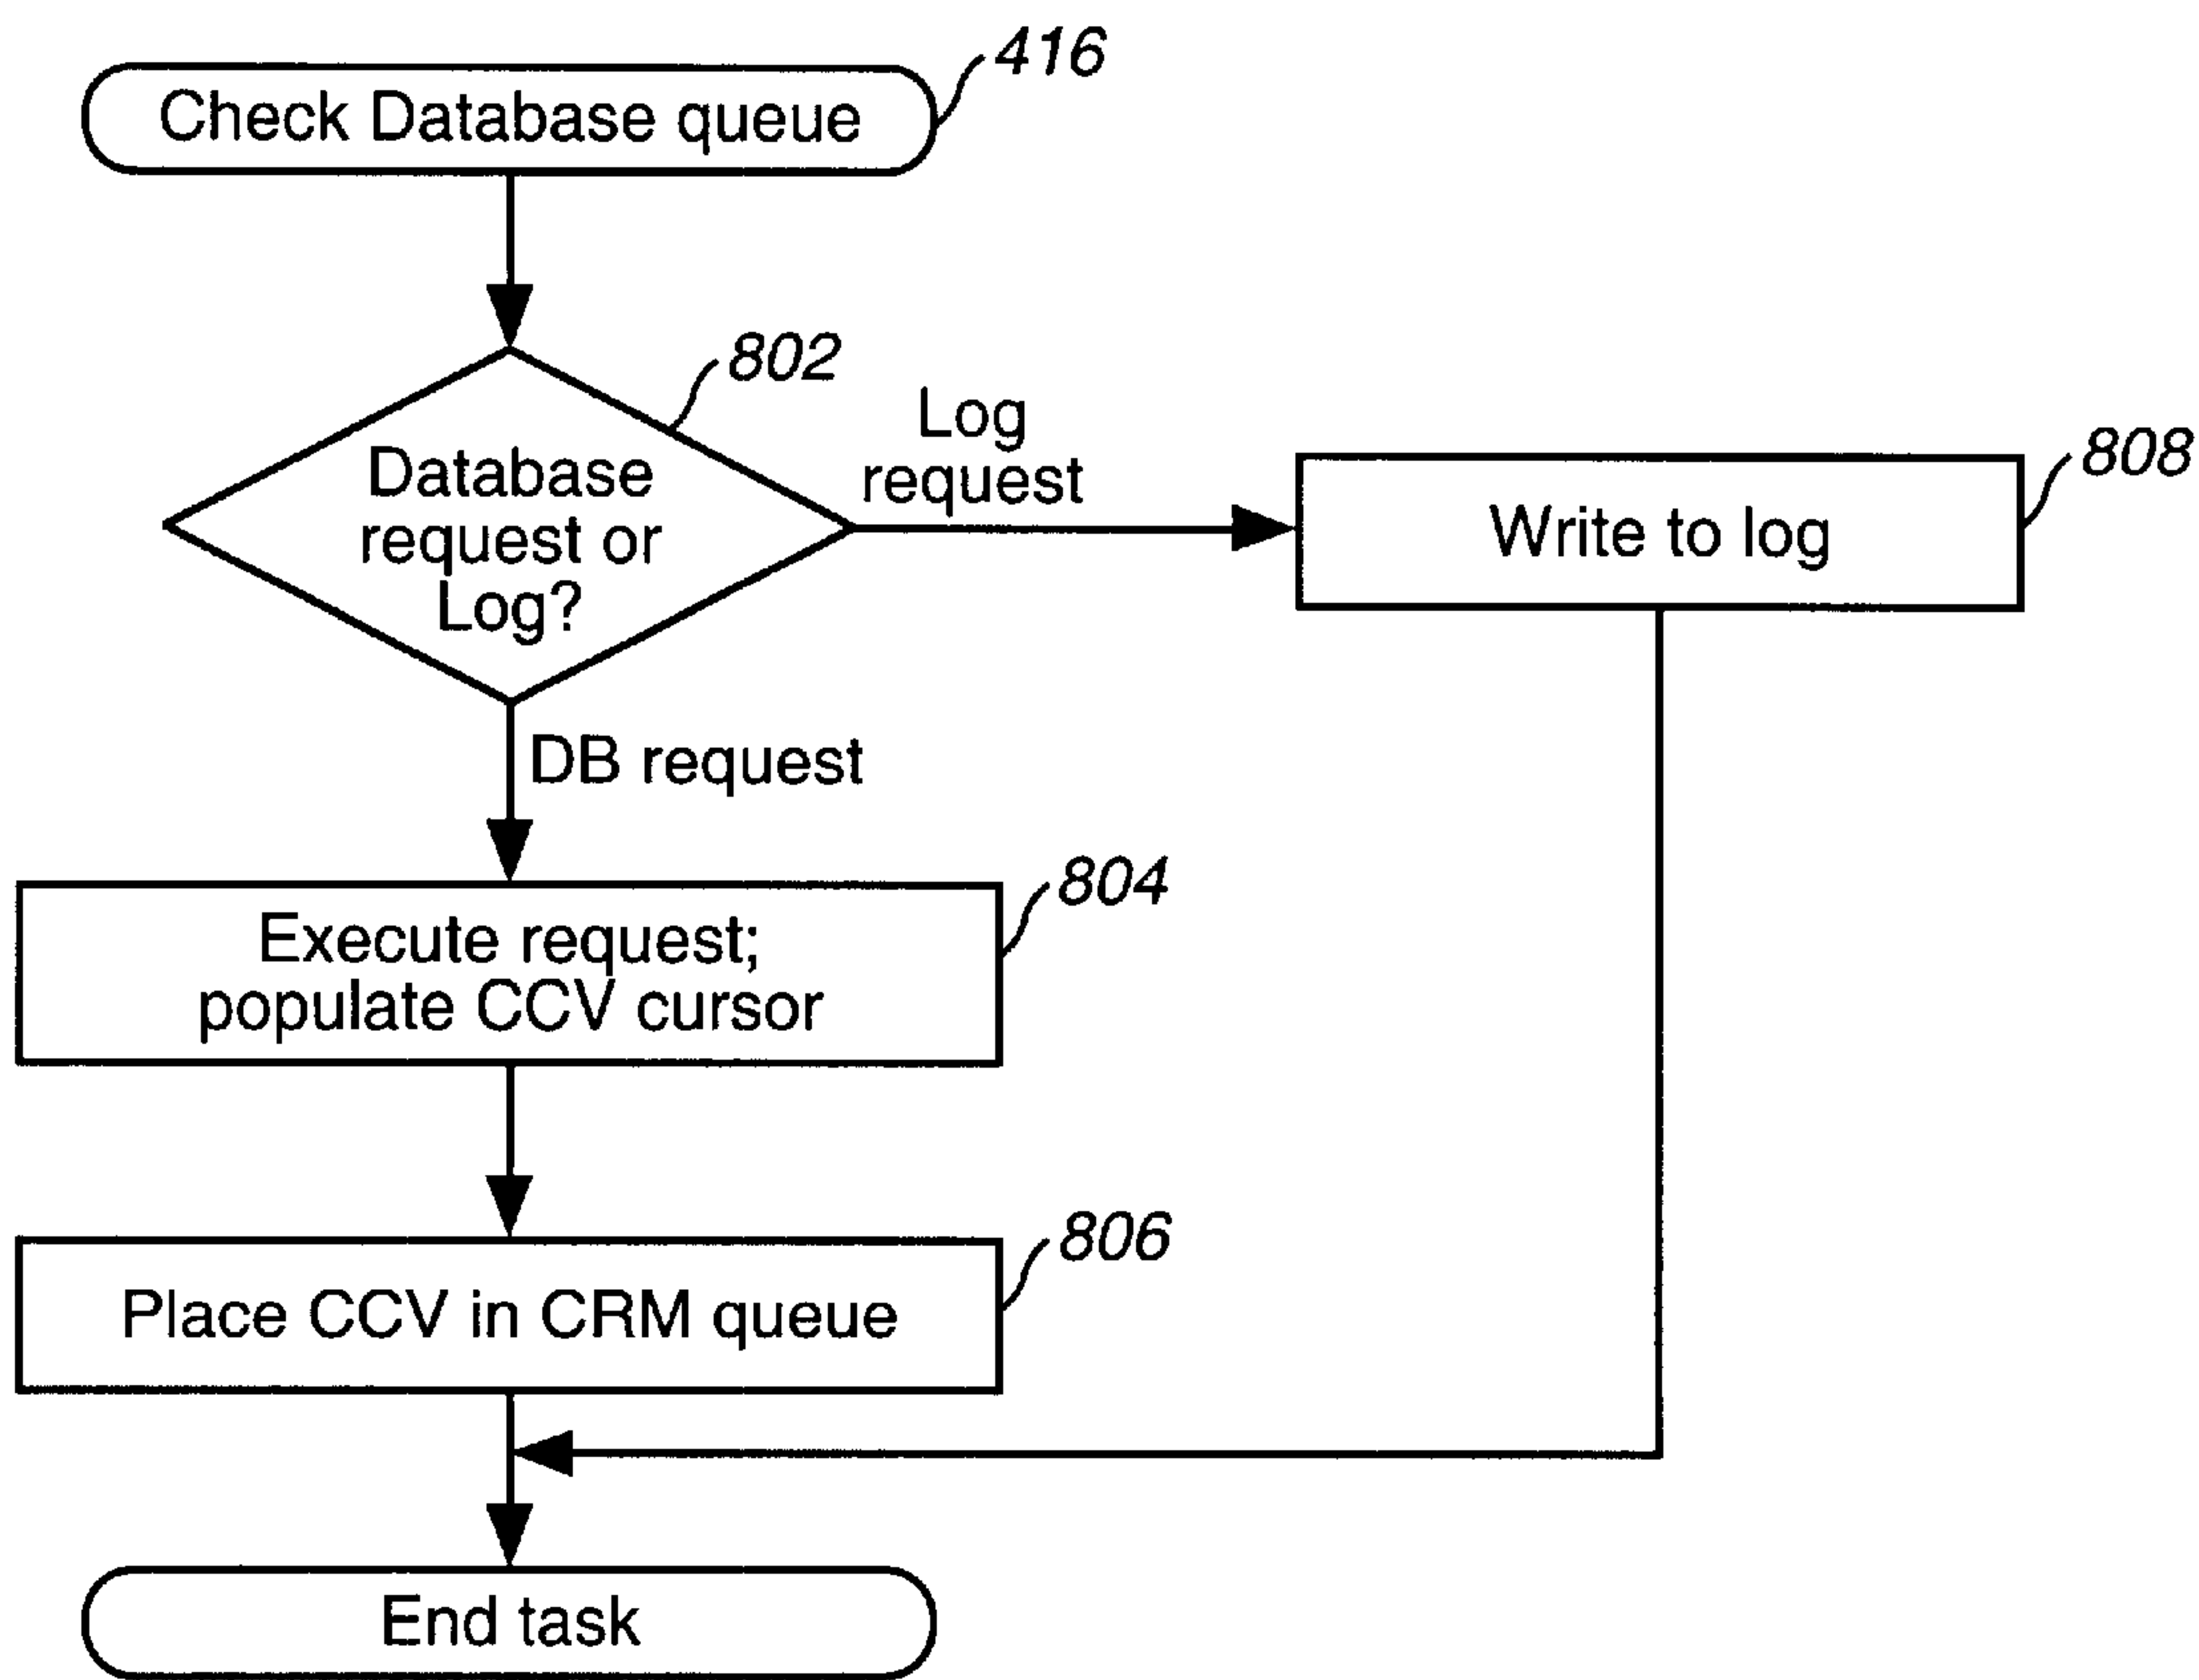 416
Check Database queue
802
Log
request
Database
request or
Log?
808
Write to log
DB request
804
Execute request;
populate CCV cursor
806
Place CCV in CRM queue
End task